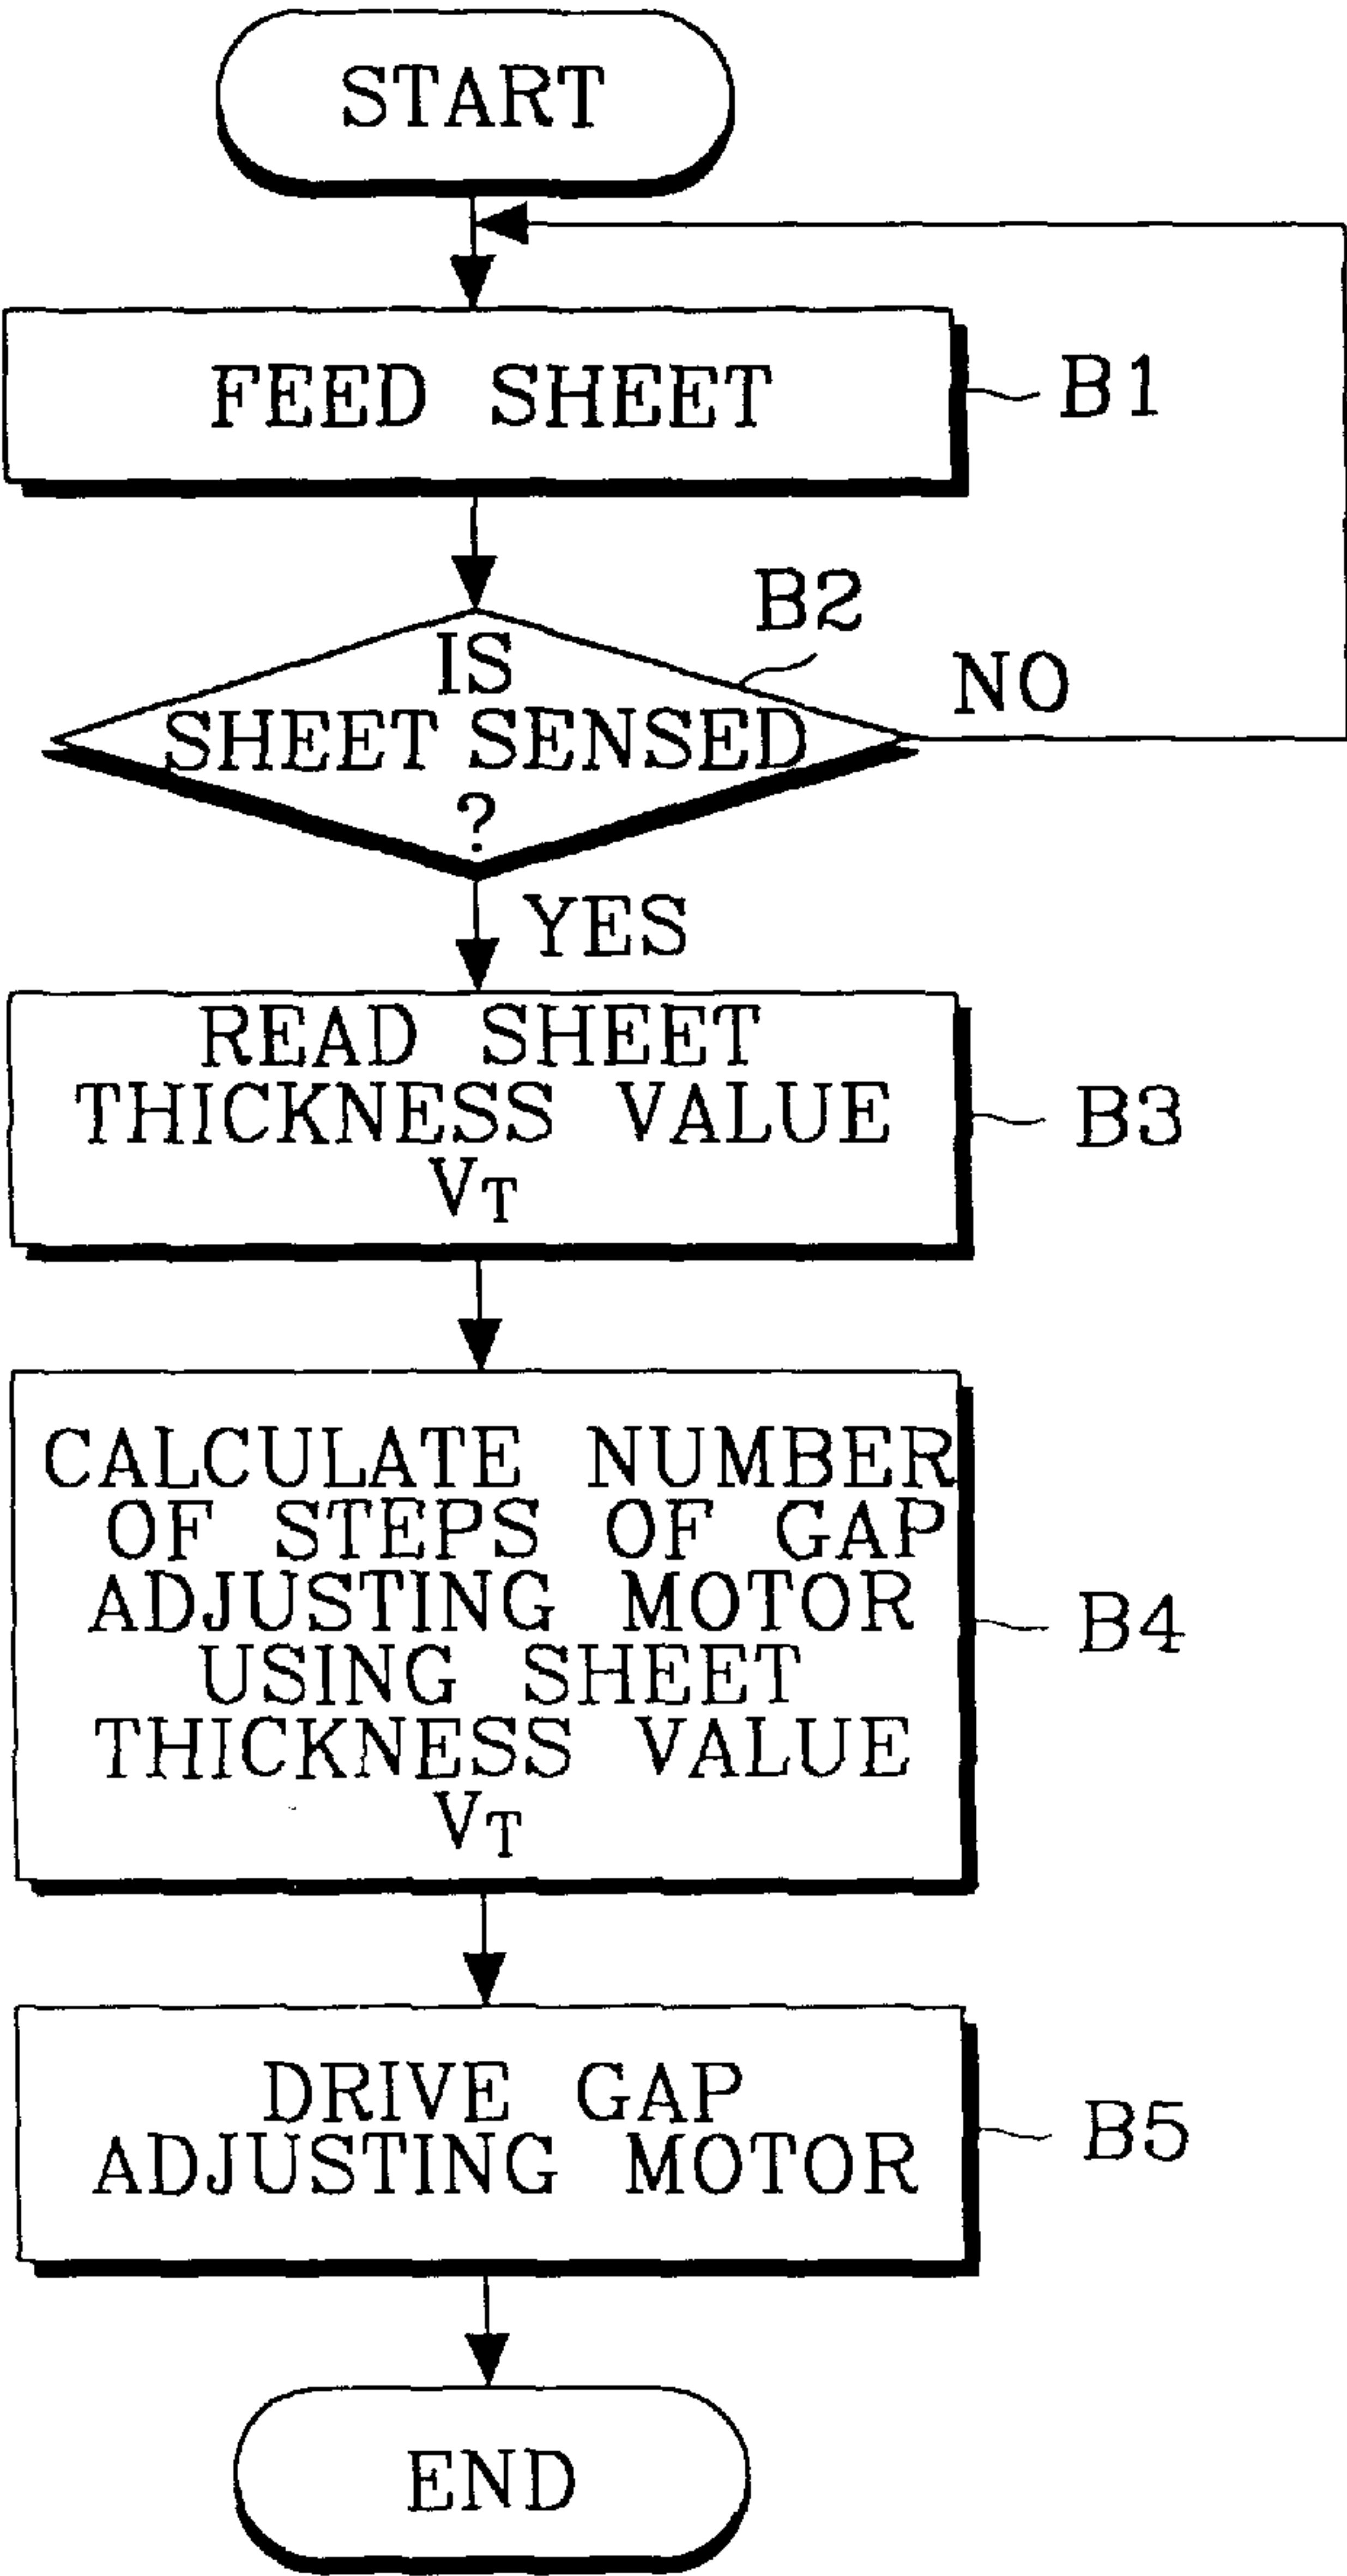 START
FEED SHEET
B1
B2
IS
SHEET SENSED
?
NO
YES
READ SHEET
THICKNESS VALUE
VT
B3
CALCULATE NUMBER
OF STEPS OF GAP
ADJUSTING MOTOR
USING SHEET
THICKNESS VALUE
VT
B4
DRIVE GAP
ADJUSTING MOTOR
B5
END